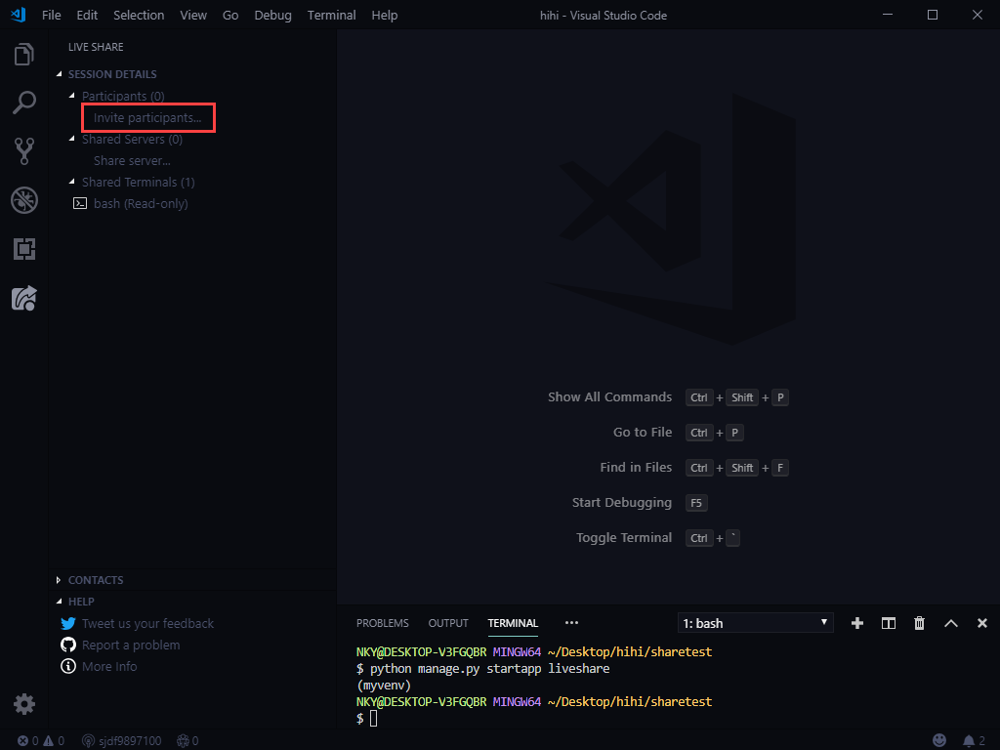 File Edit Selection View Go Debug Terminal Help hihi - Visual Studio Code
LIVE SHARE
SESSION DETAILS
Participants (0)
Invite participants...
Shared Servers (0)
Share server...
Shared Terminals (1)
bash (Read-only)
Show All Commands Ctrl + Shift + P
Go to File Ctrl + P
Find in Files Ctrl + Shift + F
Start Debugging F5
Toggle Terminal Ctrl + `
CONTACTS
HELP
Tweet us your feedback
Report a problem
More Info
PROBLEMS OUTPUT TERMINAL ••• 1: bash
NKY@DESKTOP-V3FGQBR MINGW64 ~/Desktop/hihi/sharetest
$ python manage.py startapp liveshare
(myvenv)
NKY@DESKTOP-V3FGQBR MINGW64 ~/Desktop/hihi/sharetest
$
0 0 sjdf9897100 0 2